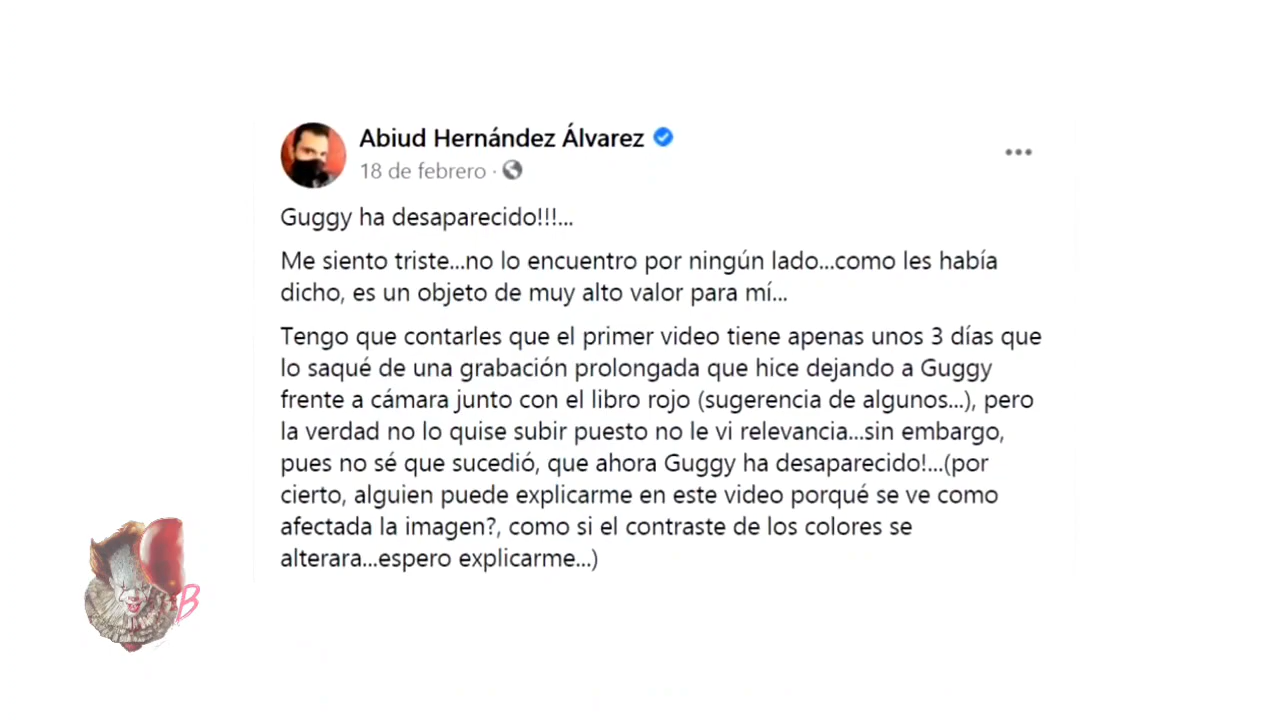 Abiud Hernández Álvarez
18 de febrero ·
Guggy ha desaparecido!!!...
Me siento triste...no lo encuentro por ningún lado...como les había
dicho, es un objeto de muy alto valor para mí...
Tengo que contarles que el primer video tiene apenas unos 3 días que
lo saqué de una grabación prolongada que hice dejando a Guggy
frente a cámara junto con el libro rojo (sugerencia de algunos...), pero
la verdad no lo quise subir puesto no le vi relevancia...sin embargo,
pues no sé que sucedió, que ahora Guggy ha desaparecido!...(por
cierto, alguien puede explicarme en este video porqué se ve como
afectada la imagen?, como si el contraste de los colores se
alterara...espero explicarme...)
B